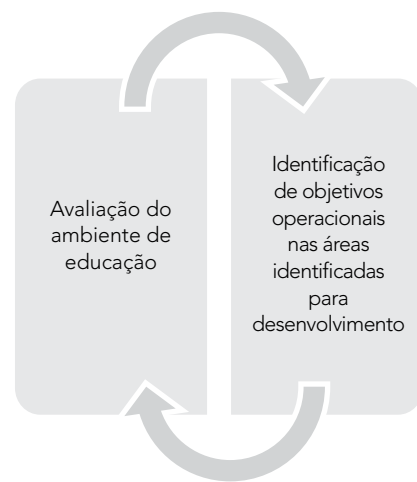 Avaliação do
ambiente de
educação
Identificação
de objetivos
operacionais
nas áreas
identificadas
para
desenvolvimento